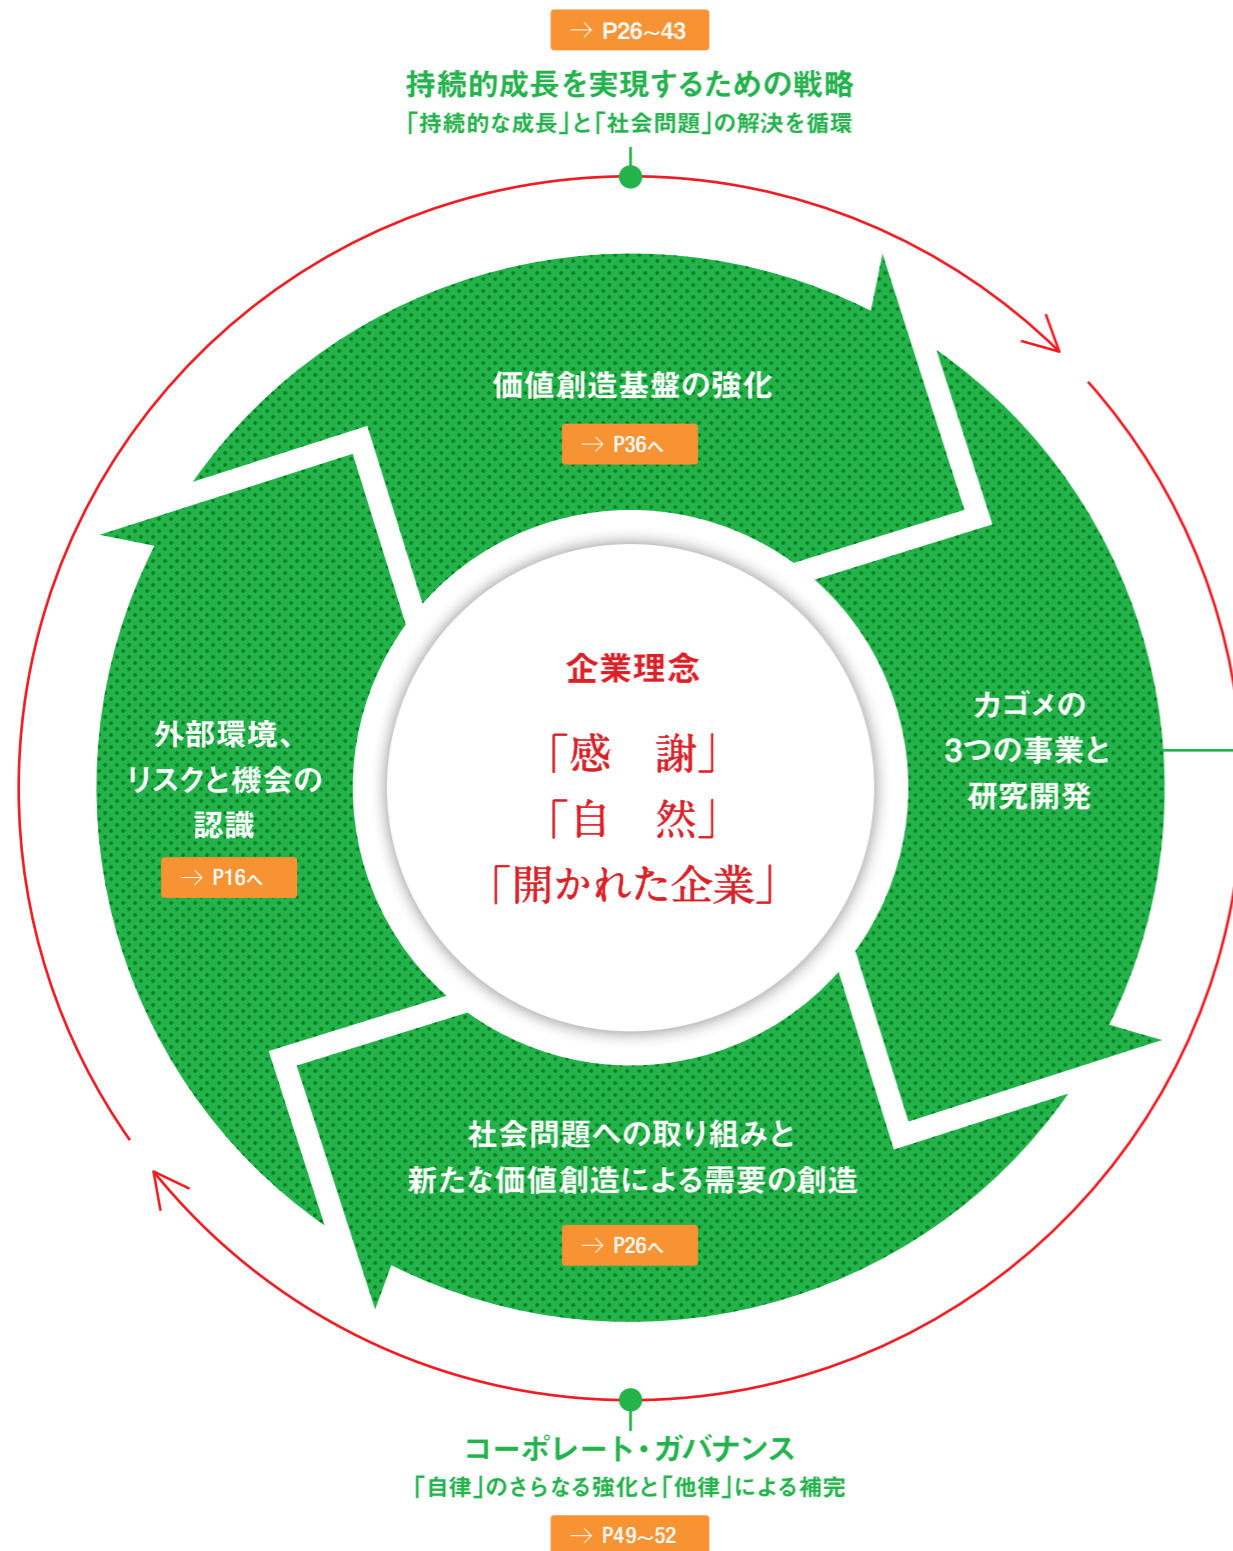 → P26~43
持続的成長を実現するための戦略
「持続的な成長」と「社会問題」の解決を循環
価値創造基盤の強化
→ P36へ
外部環境、
リスクと機会の
認識
→ P16へ
企業理念
「感　謝」
「自　然」
「開かれた企業」
カゴメの
3つの事業と
研究開発
社会問題への取り組みと
新たな価値創造による需要の創造
→ P26へ
コーポレート・ガバナンス
「自律」のさらなる強化と「他律」による補完
→ P49~52